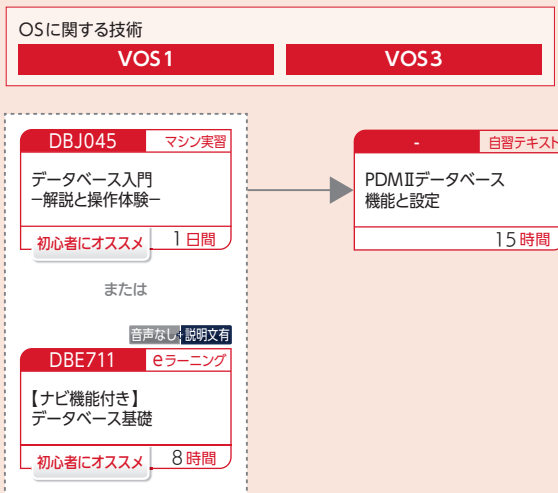 OSに関する技術
VOS1
VOS3
DBJ045
マシン実習
データベース入門
−解説と操作体験−
初心者にオススメ
1日間
または
音声なし・説明文有
DBE711
eラーニング
【ナビ機能付き】
データベース基礎
初心者にオススメ
8時間
-
自習テキスト
PDMⅡデータベース
機能と設定
15時間